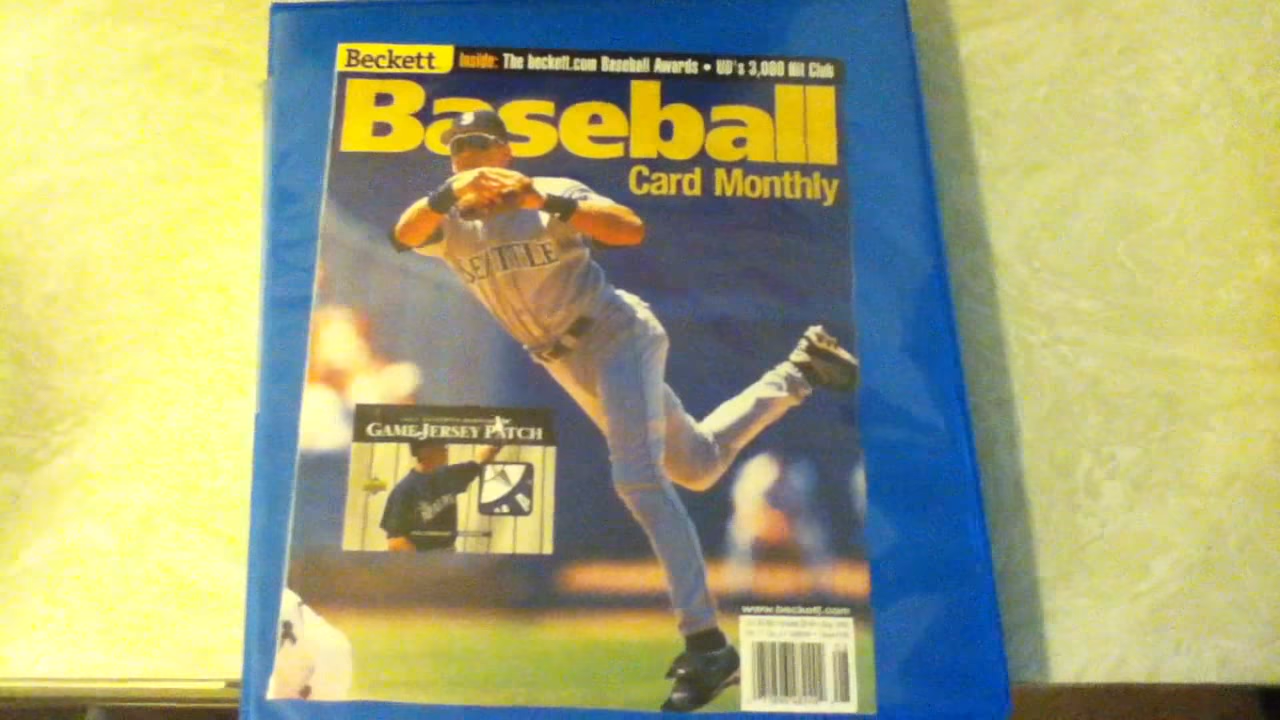 Beckett
Inside: The beckett.com Baseball Awards • UD's 3,000 Hit Club
Baseball
Card Monthly
S
SEATTLE
GAME JERSEY PATCH
www.beckett.com